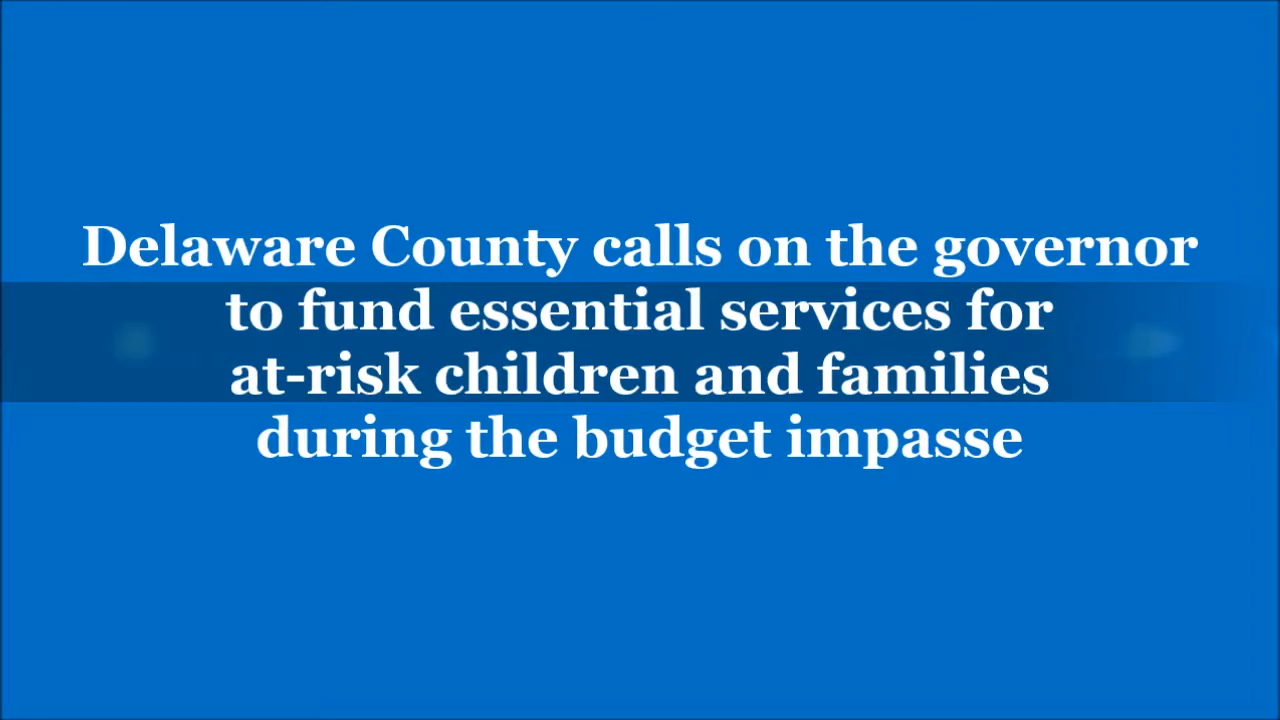 Delaware County calls on the governor
to fund essential services for
at-risk children and families
during the budget impasse